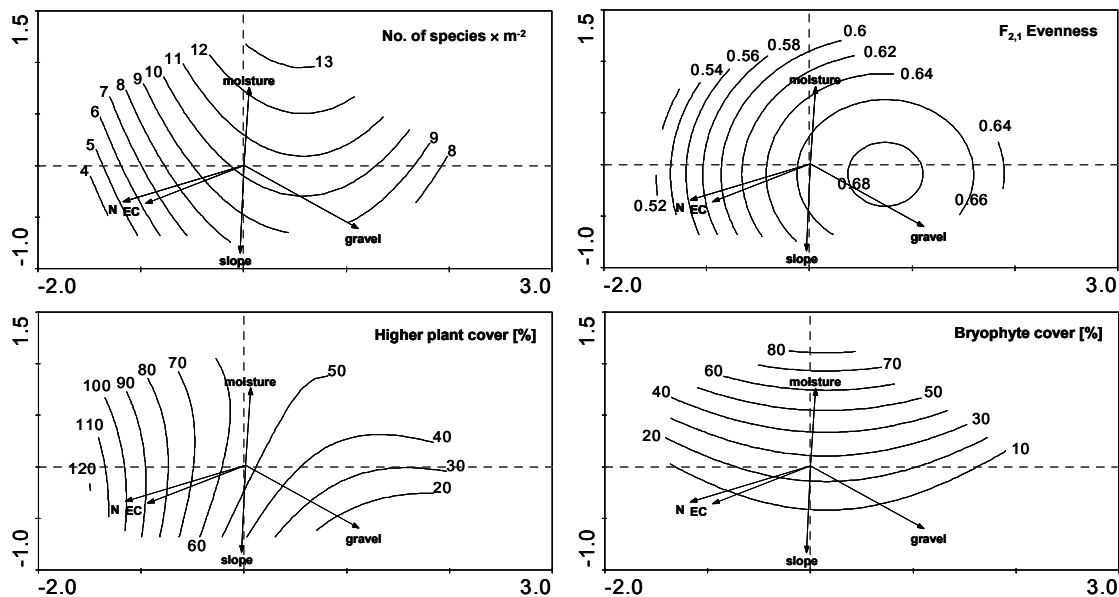 No. of species × m-2
1.5
-1.0
-2.0
3.0
4
5
6
7
8
9
10
11
12
13
9
8
moisture
N
EC
gravel
slope
F2,1 Evenness
1.5
-1.0
-2.0
3.0
0.52
0.54
0.56
0.58
0.6
0.62
0.64
0.64
0.66
0.68
moisture
N
EC
gravel
slope
Higher plant cover [%]
1.5
-1.0
-2.0
3.0
120
110
100
90
80
70
60
50
40
30
20
moisture
N
EC
gravel
slope
Bryophyte cover [%]
1.5
-1.0
-2.0
3.0
80
70
60
50
40
30
20
10
moisture
N
EC
gravel
slope